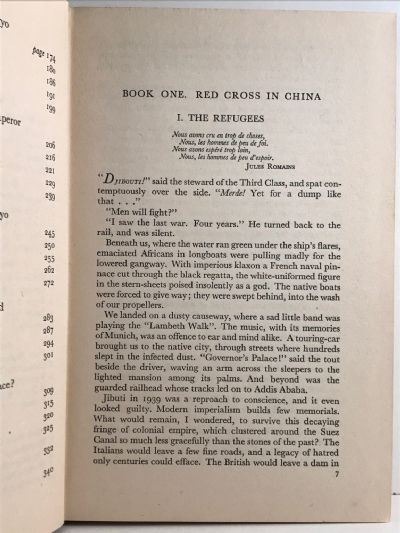 yo
page 174
180
186
191
199
peror
206
216
221
229
239
yo
245
250
255
262
272
d
283
287
294
301
ace?
309
315
320
325
332
340
BOOK ONE. RED CROSS IN CHINA
I. THE REFUGEES
Nous avons cru en trop de choses,
Nous, les hommes de peu de foi.
Nous avons espéré trop loin,
Nous, les hommes de peu d'espoir.
JULES ROMAINS
"DJIBOUTI!" said the steward of the Third Class, and spat con-
temptuously over the side. "Merde! Yet for a dump like
that . . ."
"Men will fight?"
"I saw the last war. Four years." He turned back to the
rail, and was silent.
Beneath us, where the water ran green under the ship's flares,
emaciated Africans in longboats were pulling madly for the
lowered gangway. With imperious klaxon a French naval pin-
nace cut through the black regatta, the white-uniformed figure
in the stern-sheets poised insolently as a god. The native boats
were forced to give way; they were swept behind, into the wash
of our propellers.
We landed on a dusty causeway, where a sad little band was
playing the "Lambeth Walk". The music, with its memories
of Munich, was an offence to ear and mind alike. A touring-car
brought us to the native city, through streets where hundreds
slept in the infected dust. "Governor's Palace!" said the tout
beside the driver, waving an arm across the sleepers to the
lighted mansion among its palms. And beyond was the
guarded railhead whose tracks led on to Addis Ababa.
Jibuti in 1939 was a reproach to conscience, and it even
looked guilty. Modern imperialism builds few memorials.
What would remain, I wondered, to survive this decaying
fringe of colonial empire, which clustered around the Suez
Canal so much less gracefully than the stones of the past? The
Italians would leave a few fine roads, and a legacy of hatred
only centuries could efface. The British would leave a dam in
7